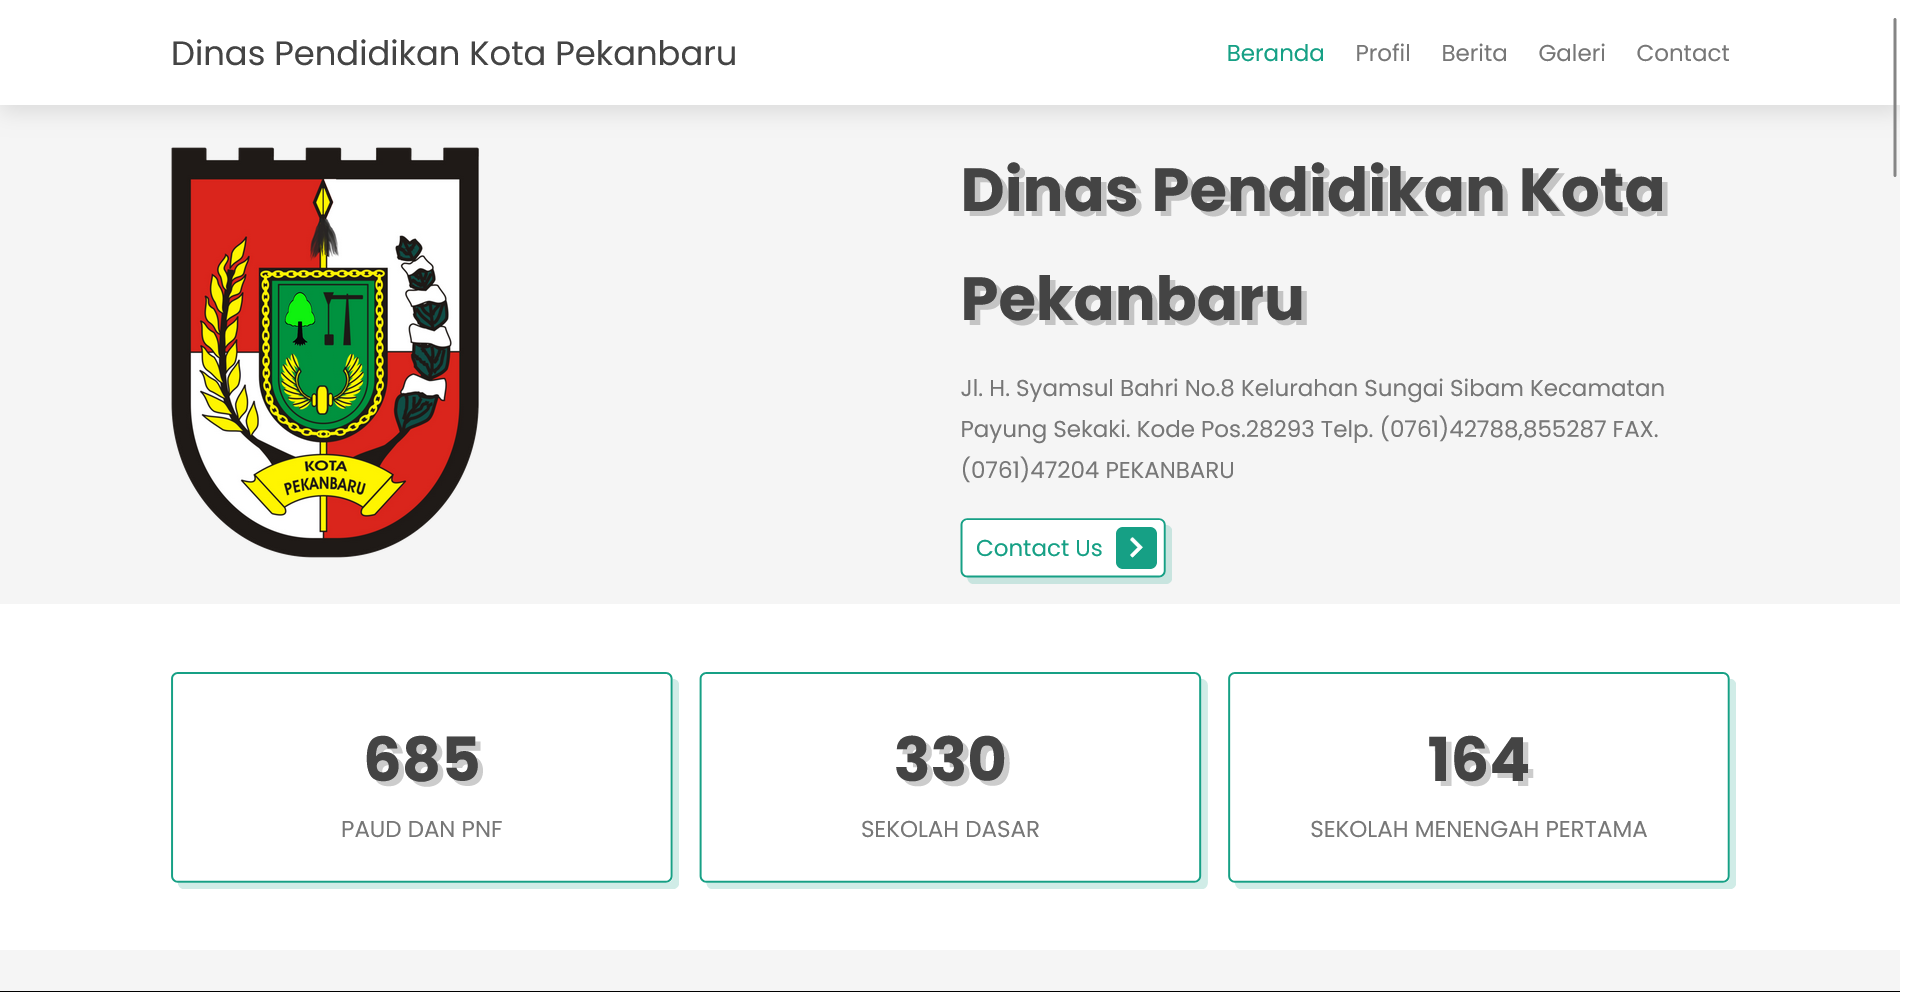 Dinas Pendidikan Kota Pekanbaru
Beranda Profil Berita Galeri Contact
KOTA
PEKANBARU
Dinas Pendidikan Kota
Pekanbaru
Jl. H. Syamsul Bahri No.8 Kelurahan Sungai Sibam Kecamatan
Payung Sekaki. Kode Pos.28293 Telp. (0761)42788,855287 FAX.
(0761)47204 PEKANBARU
Contact Us
685
PAUD DAN PNF
330
SEKOLAH DASAR
164
SEKOLAH MENENGAH PERTAMA